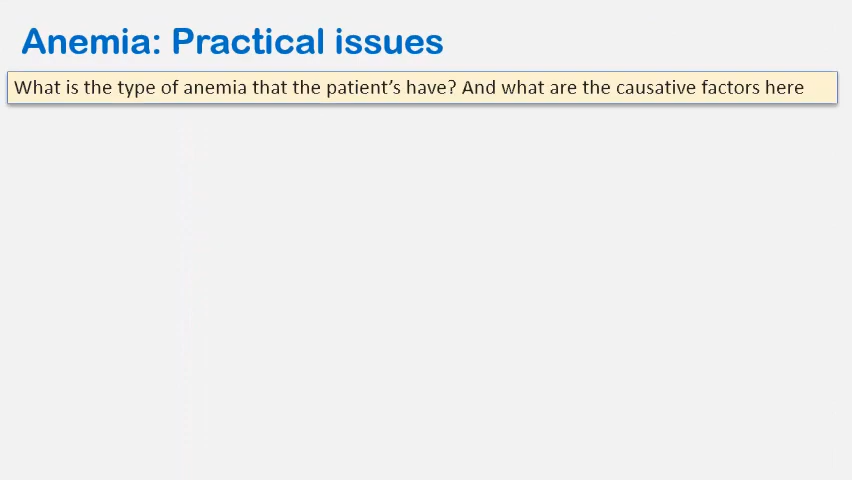 Anemia: Practical issues
What is the type of anemia that the patient’s have? And what are the causative factors here